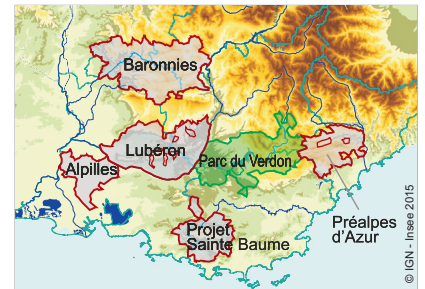 Baronnies
Lubéron
Alpilles
Parc du Verdon
Préalpes
d'Azur
Projet
Sainte Baume
© IGN - Insee 2015